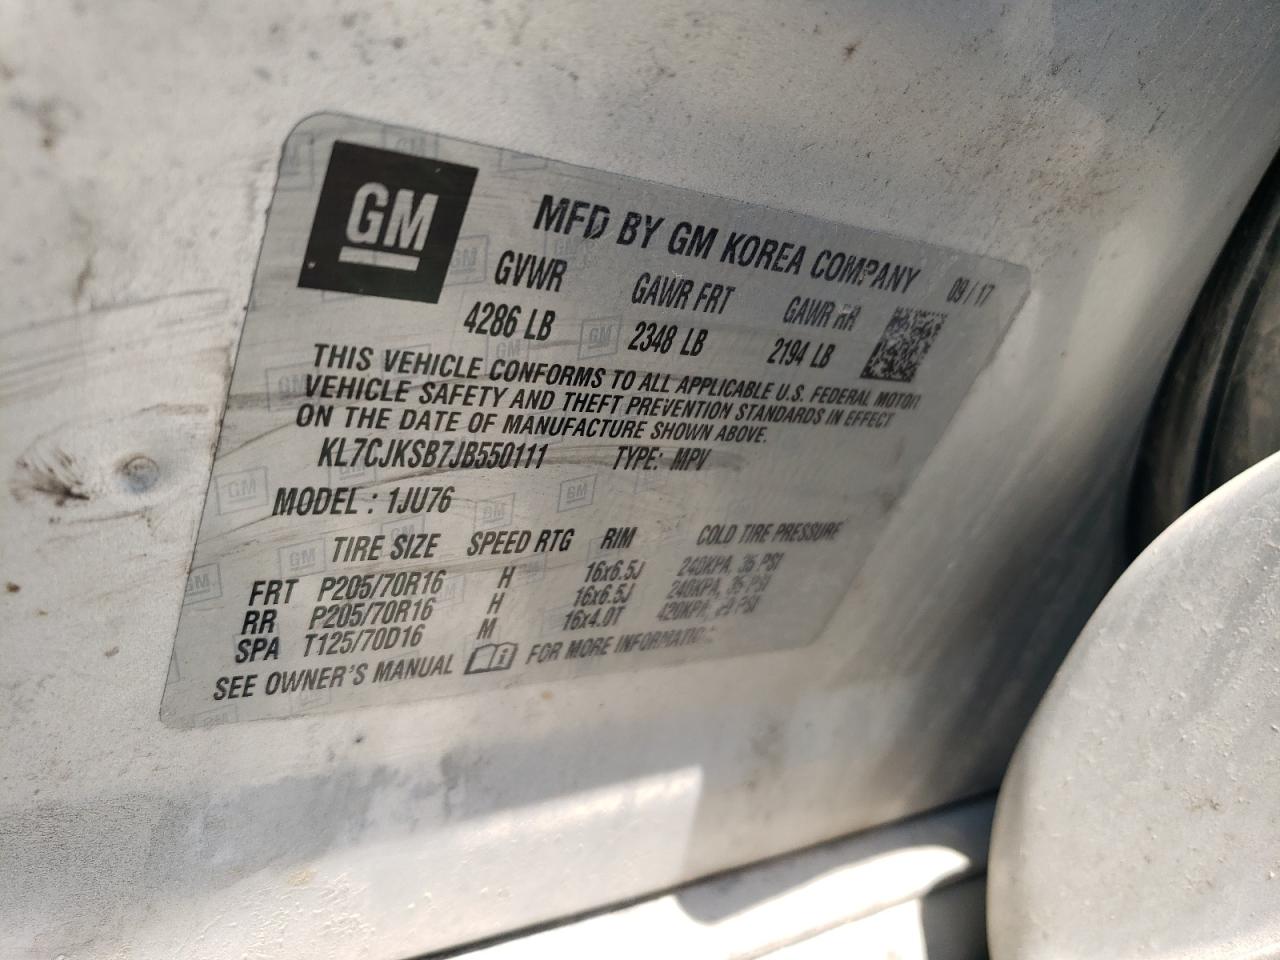 GM
MFD BY GM KOREA COMPANY 09/17
GVWR GAWR FRT GAWR RR
4286 LB 2348 LB 2194 LB
THIS VEHICLE CONFORMS TO ALL APPLICABLE U.S. FEDERAL MOTOR
VEHICLE SAFETY AND THEFT PREVENTION STANDARDS IN EFFECT
ON THE DATE OF MANUFACTURE SHOWN ABOVE.
KL7CJKSB7JB550111 TYPE: MPV
MODEL : 1JU76
TIRE SIZE SPEED RTG RIM COLD TIRE PRESSURE
FRT P205/70R16 H 16x6.5J 240KPA, 35 PSI
RR P205/70R16 H 16x6.5J 240KPA, 35 PSI
SPA T125/70D16 M 16x4.0T 420KPA, PSI
SEE OWNER'S MANUAL FOR MORE INFORMATION